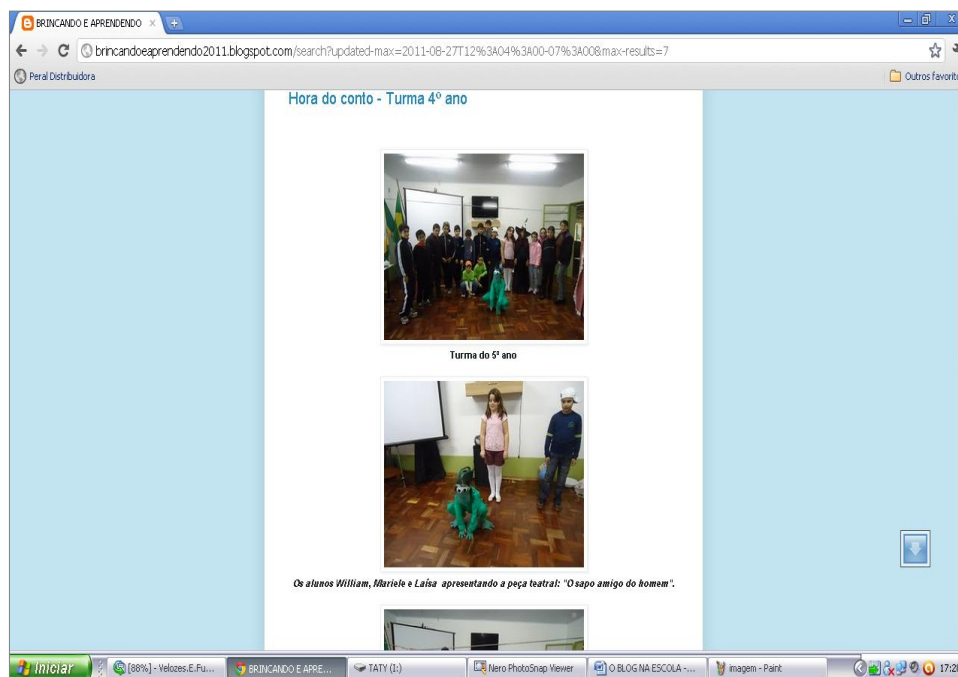 BRINCANDO E APRENDENDO
brincandoeaprendendo2011.blogspot.com/search?updated-max=2011-08-27T12%3A04%3A00-07%3A00&max-results=7
Peral Distribuidora
Outros favorito
Hora do conto - Turma 4º ano
Turma do 5º ano
Os alunos William, Mariele e Laísa apresentando a peça teatral: "O sapo amigo do homem".
Iniciar
[88%] - Velozes.E.Fu...
BRINCANDO E APRE...
TATY (I:)
Nero PhotoSnap Viewer
O BLOG NA ESCOLA -...
imagem - Paint
17:20